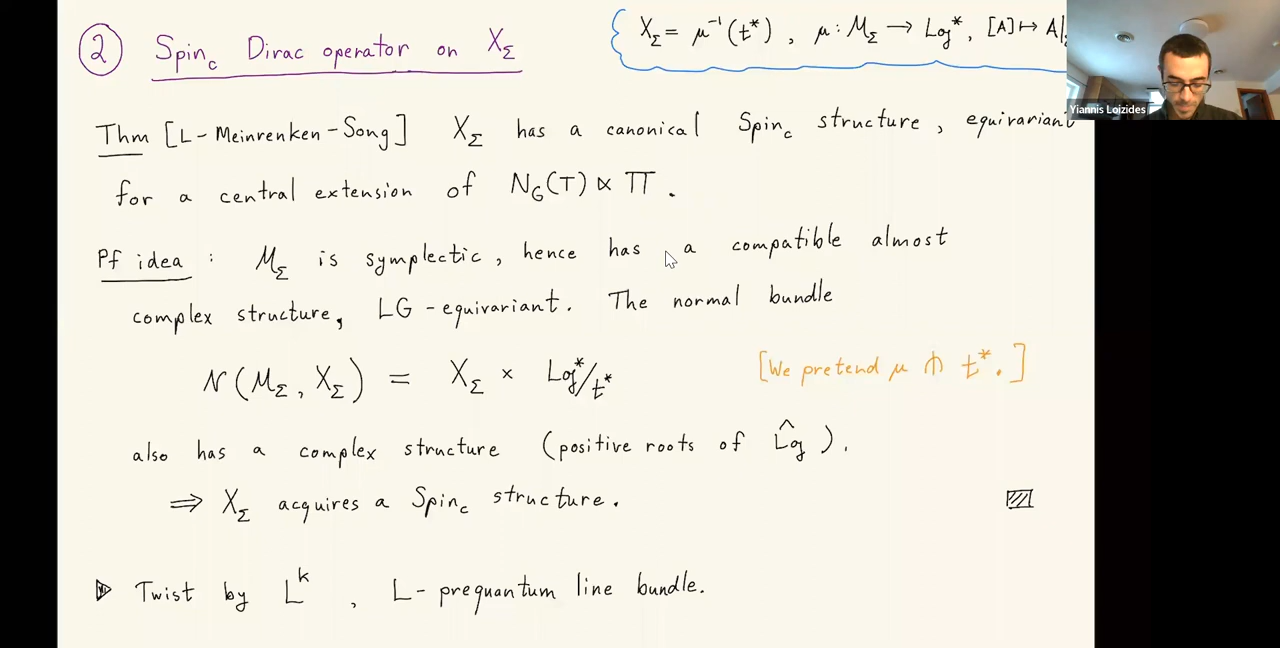 ② Spin_c Dirac operator on X_Σ
X_Σ = μ⁻¹(t*) , μ : M_Σ → Lg*, [A] ↦ A|
Yiannis Loizides
Thm [L-Meinrenken-Song] X_Σ has a canonical Spin_c structure, equivariant
for a central extension of N_G(T) ⋉ Π.
Pf idea : M_Σ is symplectic, hence has a compatible almost
complex structure, LG-equivariant. The normal bundle
N(M_Σ, X_Σ) = X_Σ × Lg*/t* [We pretend μ ⋔ t*.]
also has a complex structure (positive roots of L̂g).
⇒ X_Σ acquires a Spin_c structure.
▷ Twist by L^k , L- prequantum line bundle.